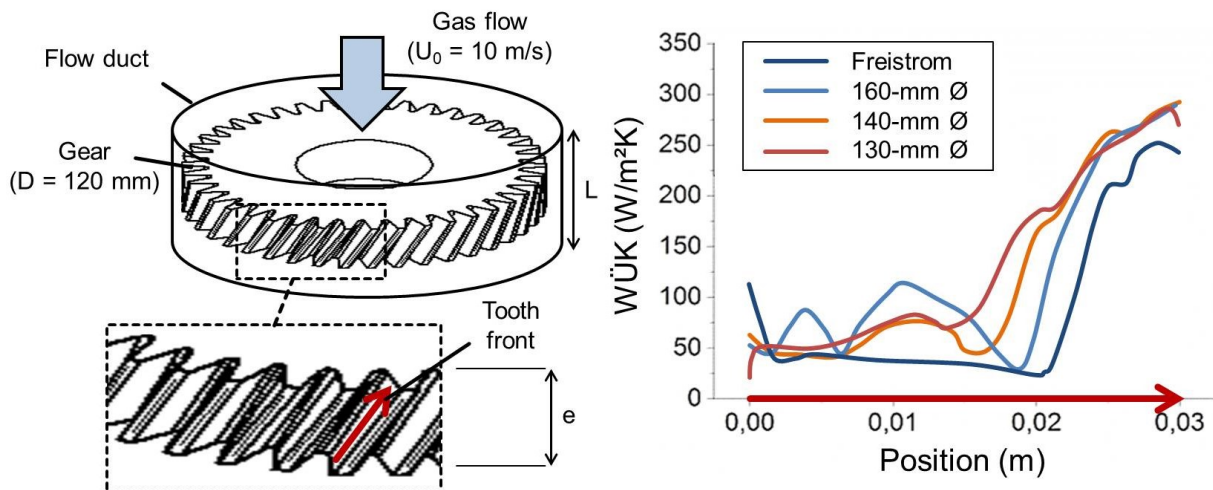 Gas flow
(U₀ = 10 m/s)
Flow duct
Gear
(D = 120 mm)
L
Tooth
front
e
WÜK (W/m²K)
350
300
250
200
150
100
50
0
Freistrom
160-mm Ø
140-mm Ø
130-mm Ø
0,00
0,01
0,02
0,03
Position (m)